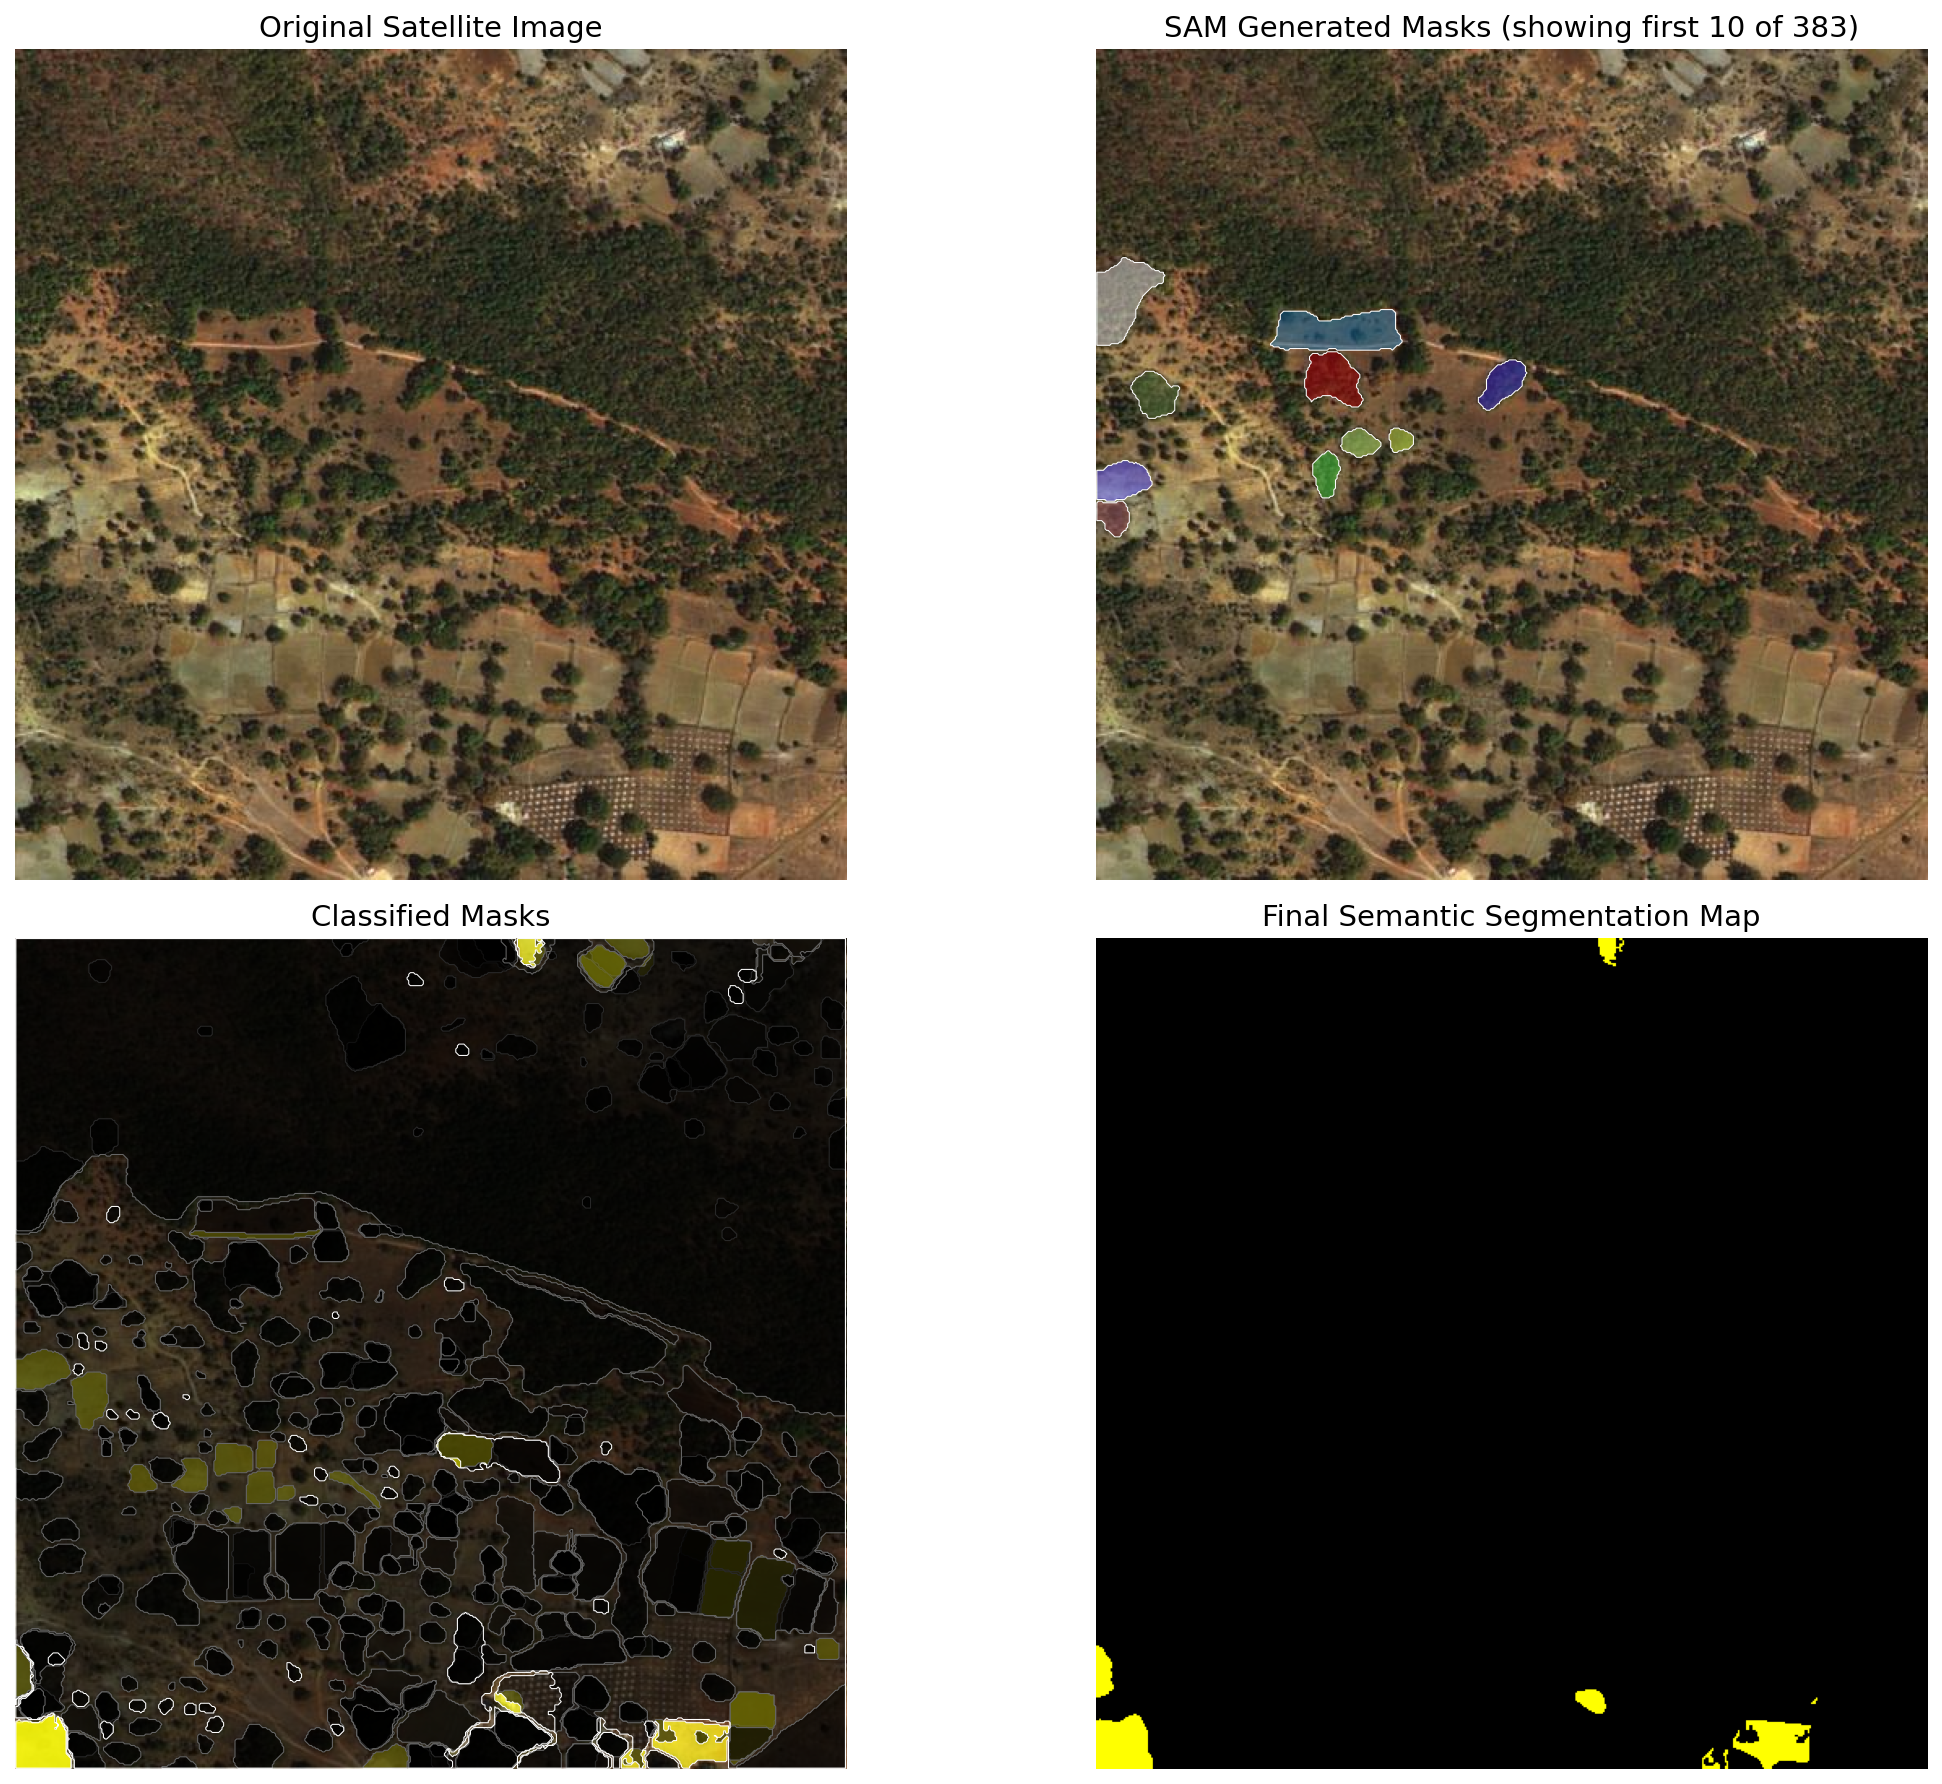 Original Satellite Image
SAM Generated Masks (showing first 10 of 383)
Classified Masks
Final Semantic Segmentation Map